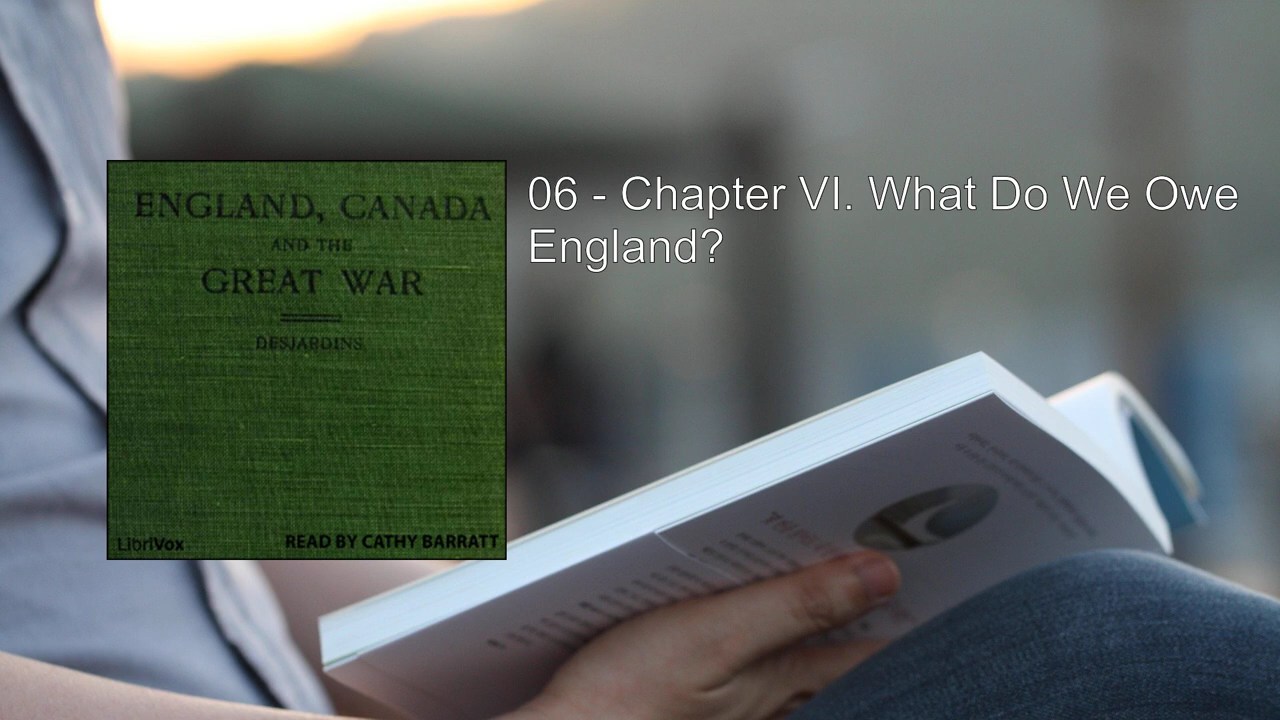 ENGLAND, CANADA
AND THE
GREAT WAR
DESJARDINS
LibriVox
READ BY CATHY BARRATT
06 - Chapter VI. What Do We Owe
England?